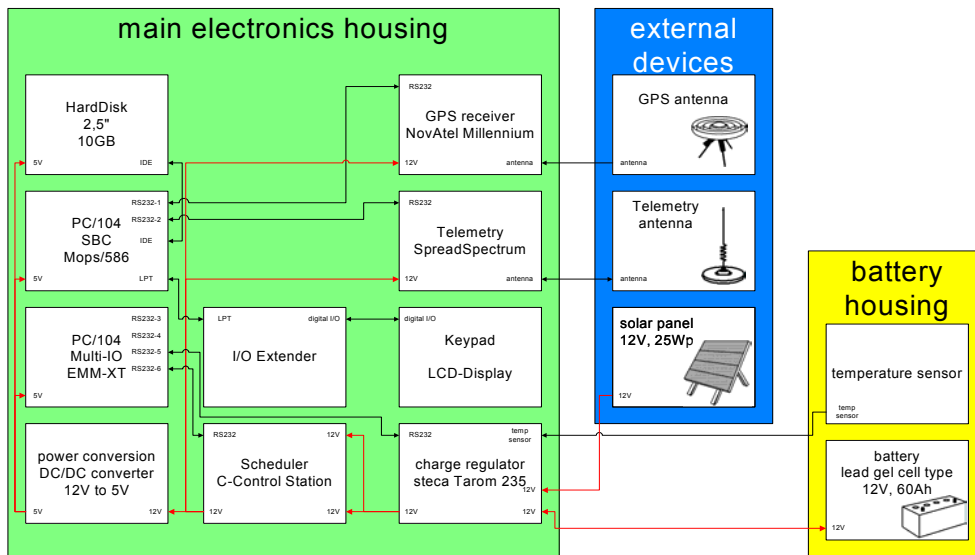 main electronics housing
external
devices
battery
housing
HardDisk
2,5"
10GB
5V
IDE
RS232
GPS receiver
NovAtel Millennium
12V
antenna
GPS antenna
antenna
RS232-1
RS232-2
PC/104
SBC
IDE
Mops/586
5V
LPT
RS232
Telemetry
SpreadSpectrum
12V
antenna
Telemetry
antenna
antenna
RS232-3
RS232-4
PC/104
Multi-IO
RS232-5
EMM-XT
RS232-6
5V
LPT
digital I/O
I/O Extender
digital I/O
Keypad
LCD-Display
solar panel
12V, 25Wp
12V
temperature sensor
temp
sensor
power conversion
DC/DC converter
12V to 5V
5V
12V
RS232
12V
Scheduler
C-Control Station
12V
12V
RS232
temp
sensor
charge regulator
steca Tarom 235
12V
12V
12V
battery
lead gel cell type
12V, 60Ah
12V